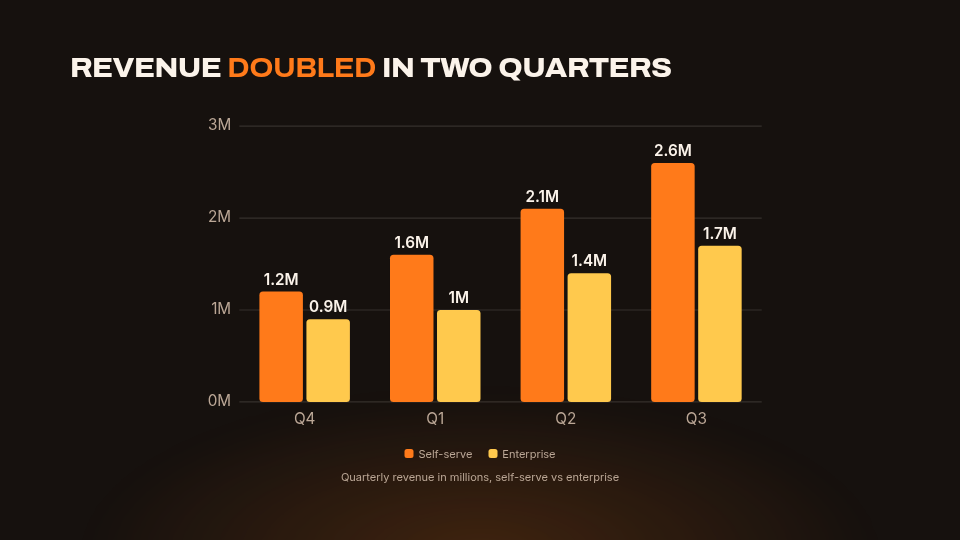 REVENUE DOUBLED IN TWO QUARTERS
3M
2M
1M
0M
1.2M
0.9M
1.6M
1M
2.1M
1.4M
2.6M
1.7M
Q4
Q1
Q2
Q3
Self-serve
Enterprise
Quarterly revenue in millions, self-serve vs enterprise